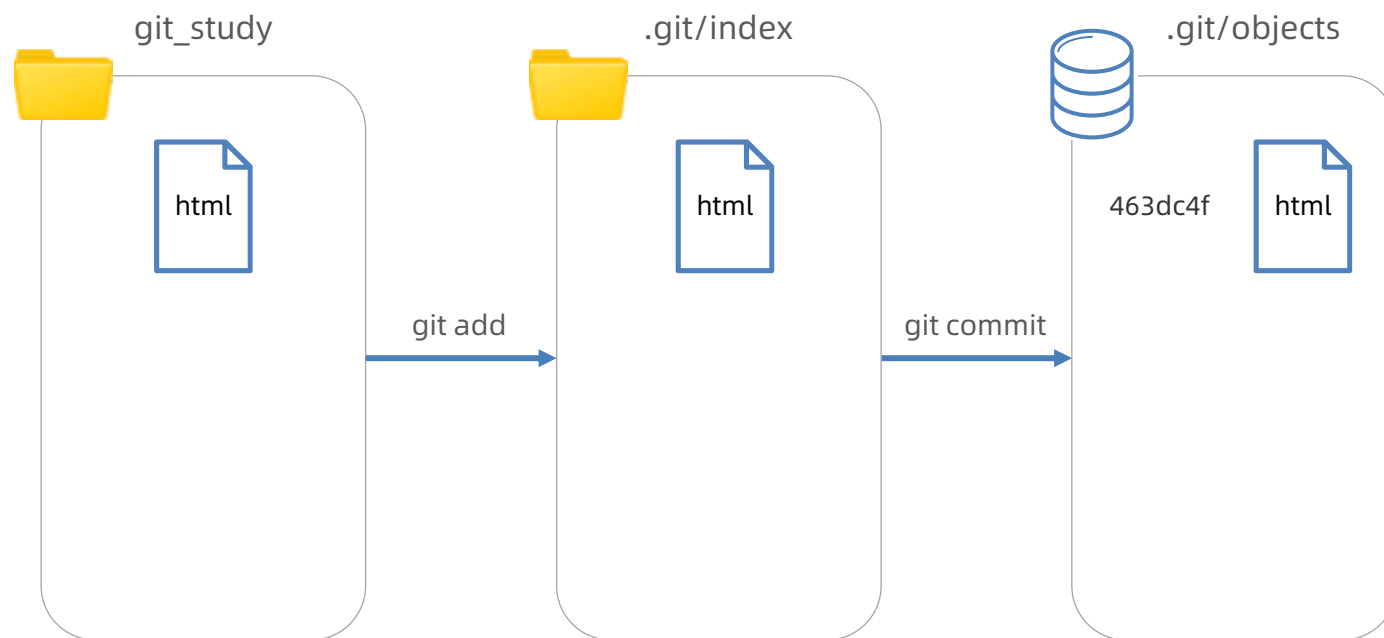 git_study
.git/index
.git/objects
html
html
463dc4f
html
git add
git commit